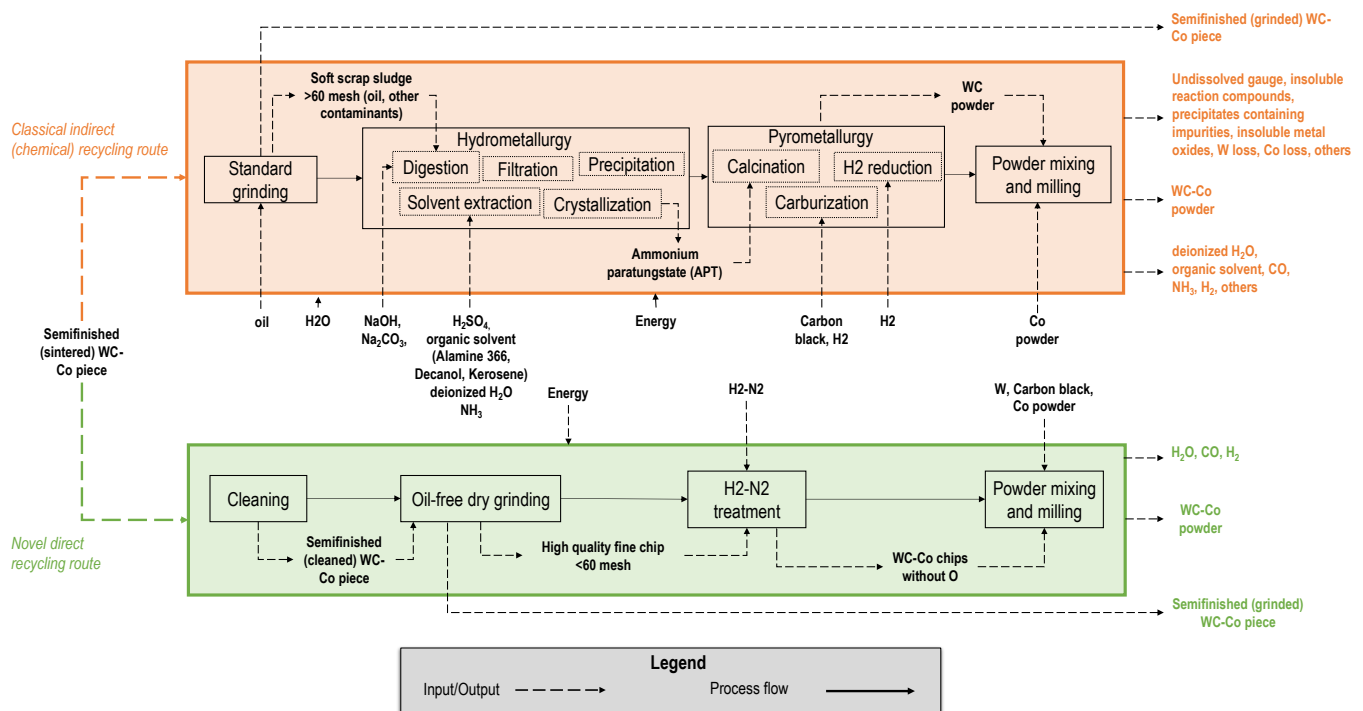 Semifinished (grinded) WC-
Co piece
Soft scrap sludge
>60 mesh (oil, other
contaminants)
WC
powder
Undissolved gauge, insoluble
reaction compounds,
precipitates containing
impurities, insoluble metal
oxides, W loss, Co loss, others
Classical indirect
(chemical) recycling route
Standard
grinding
Hydrometallurgy
Digestion
Filtration
Precipitation
Solvent extraction
Crystallization
Pyrometallurgy
Calcination
H2 reduction
Carburization
Powder mixing
and milling
WC-Co
powder
Ammonium
paratungstate (APT)
deionized H₂O,
organic solvent, CO,
NH₃, H₂, others
oil
H2O
NaOH,
Na₂CO₃,
H₂SO₄,
organic solvent
(Alamine 366,
Decanol, Kerosene)
deionized H₂O
NH₃
Energy
Carbon
black, H2
H2
Co
powder
Semifinished
(sintered) WC-
Co piece
Energy
H2-N2
W, Carbon black,
Co powder
H₂O, CO, H₂
Cleaning
Oil-free dry grinding
H2-N2
treatment
Powder mixing
and milling
WC-Co
powder
Novel direct
recycling route
Semifinished
(cleaned) WC-
Co piece
High quality fine chip
<60 mesh
WC-Co chips
without O
Semifinished (grinded)
WC-Co piece
Legend
Input/Output
Process flow